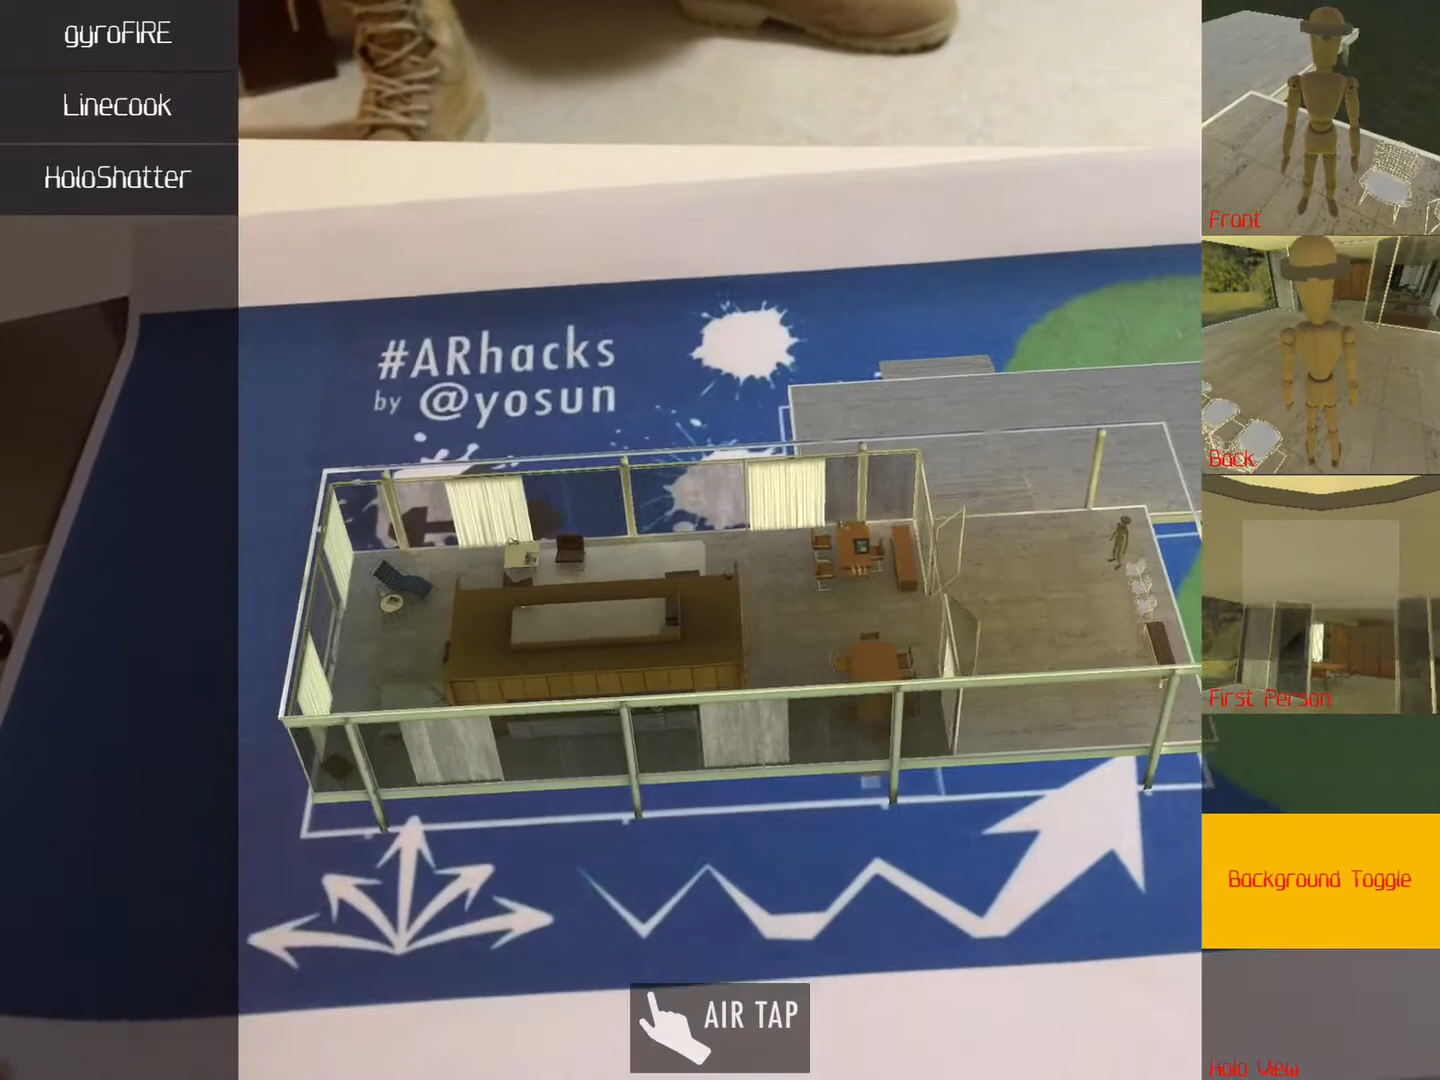 gyroFIRE
Linecook
HoloShatter
#ARhacks
by @yosun
AIR TAP
Front
Back
First Person
Background Toggle
Holo View